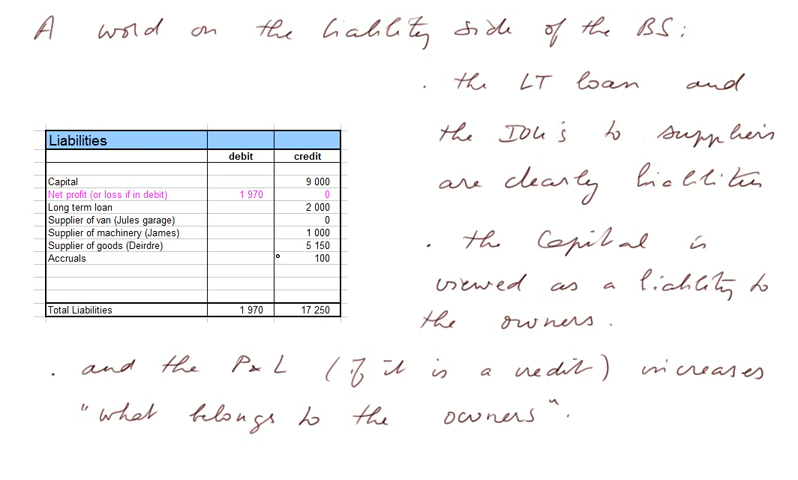 A word on the liability side of the BS:
. the LT loan and
the IOU's to suppliers
are clearly liabilities
. the capital is
viewed as a liability to
the owners.
Liabilities
debit credit
Capital 9 000
Net profit (or loss if in debit) 1 970 0
Long term loan 2 000
Supplier of van (Jules garage) 0
Supplier of machinery (James) 1 000
Supplier of goods (Deirdre) 5 150
Accruals 100
Total Liabilities 1 970 17 250
. and the P&L (if it is a credit) increases
"what belongs to the owners".